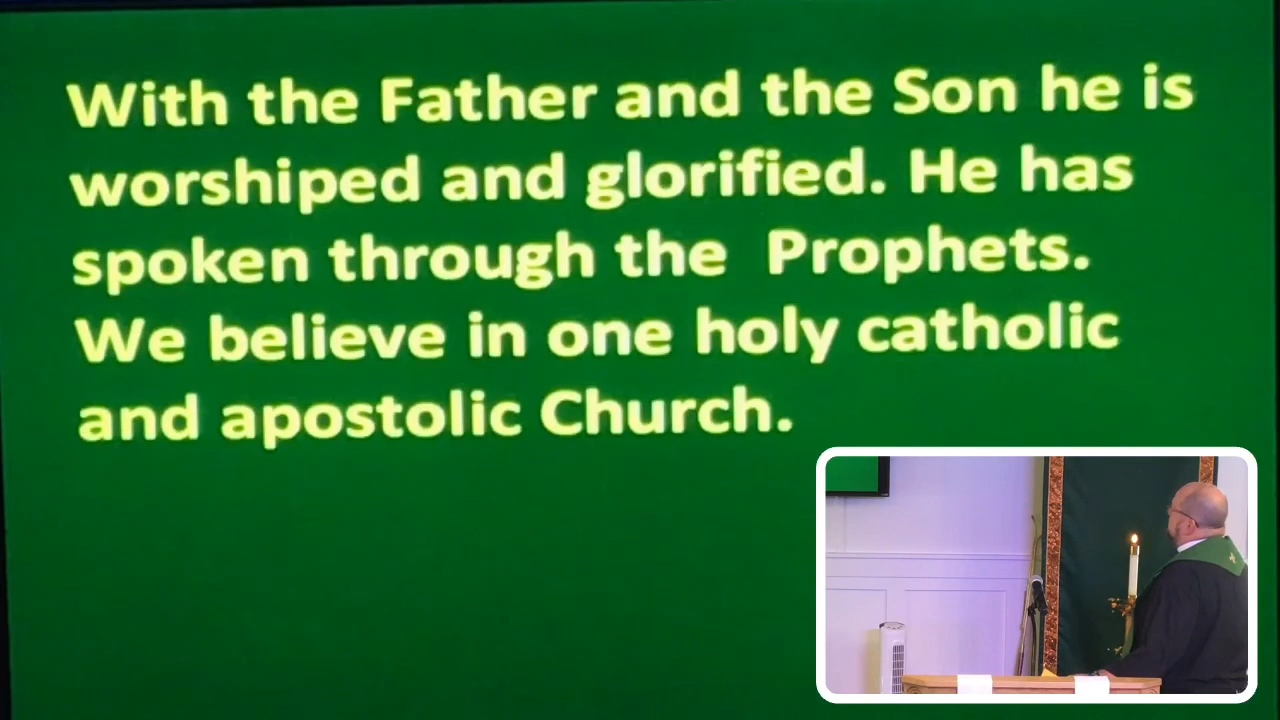 With the Father and the Son he is
worshiped and glorified. He has
spoken through the  Prophets.
We believe in one holy catholic
and apostolic Church.